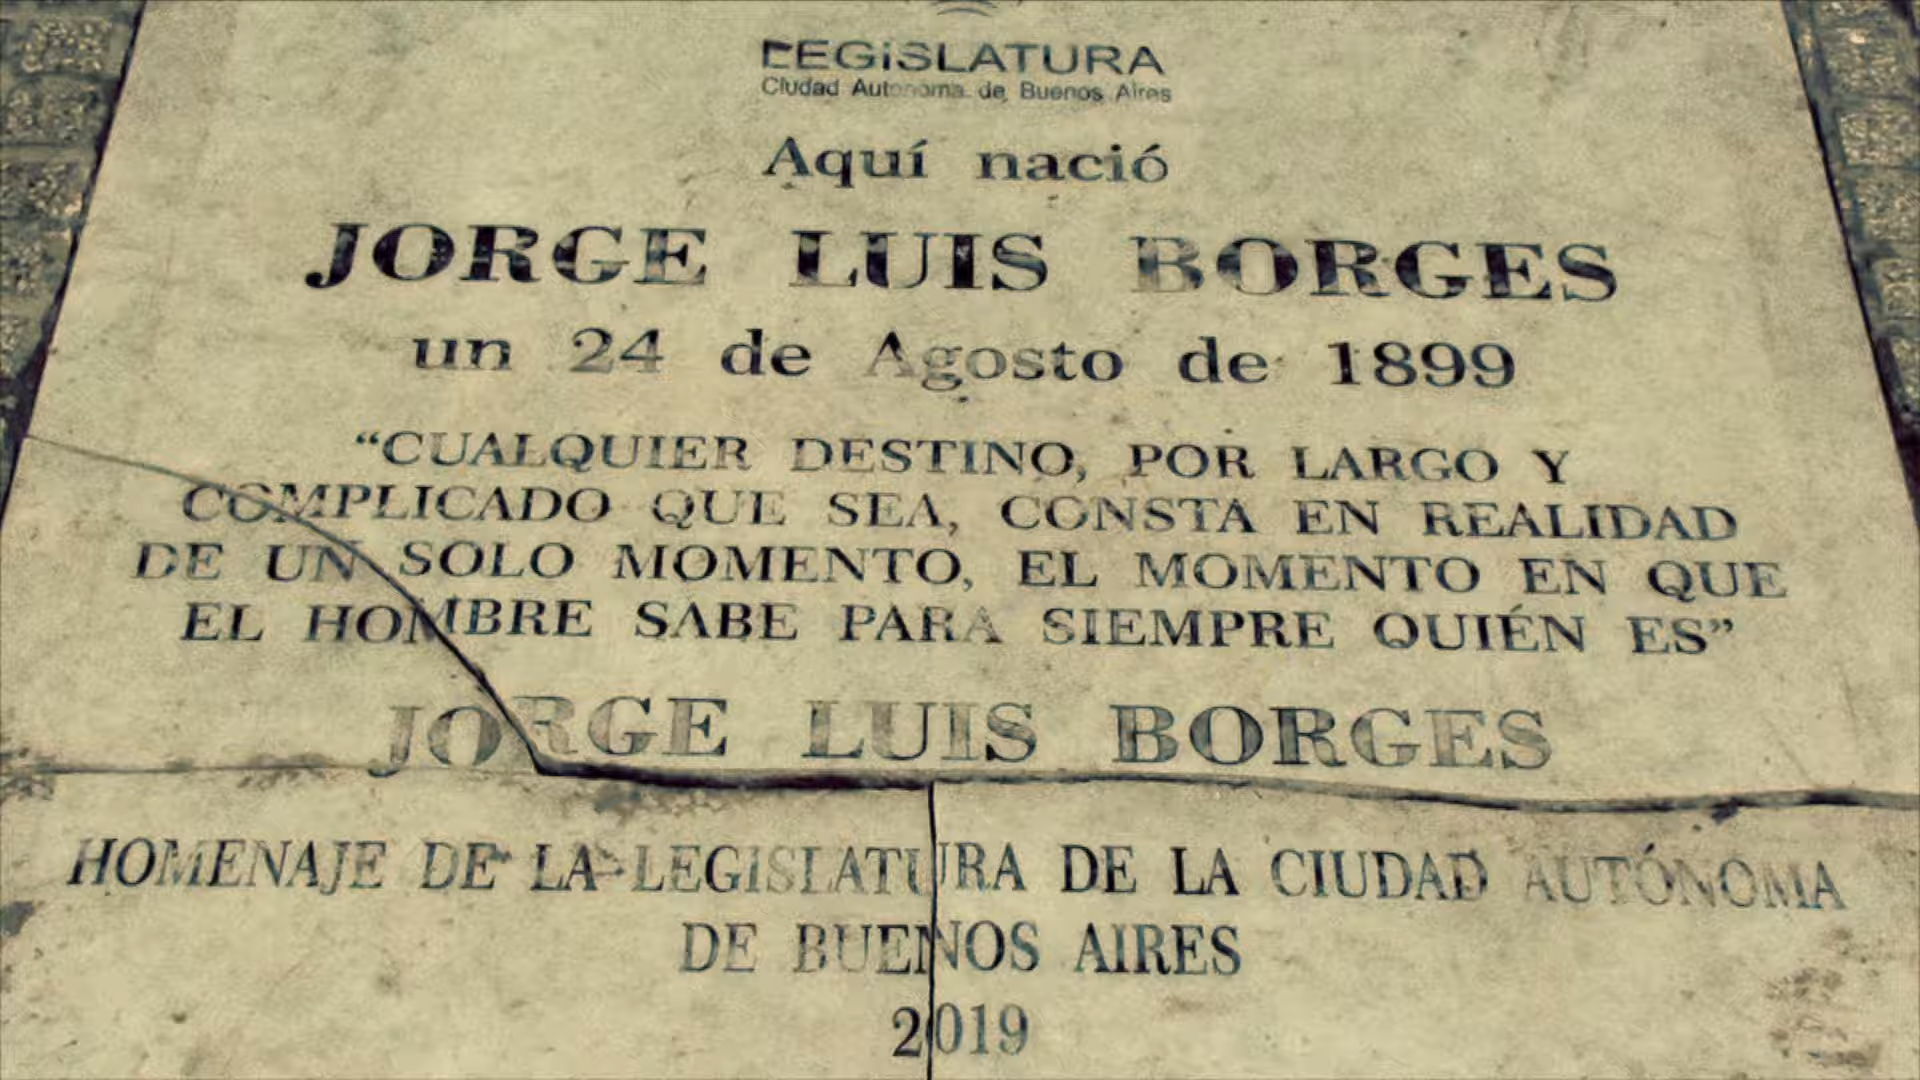 LEGiSLATURA
Ciudad Autonoma de Buenos Aires
Aquí nació
JORGE LUIS BORGES
un 24 de Agosto de 1899
“CUALQUIER DESTINO, POR LARGO Y
COMPLICADO QUE SEA, CONSTA EN REALIDAD
DE UN SOLO MOMENTO, EL MOMENTO EN QUE
EL HOMBRE SABE PARA SIEMPRE QUIÉN ES”
JORGE LUIS BORGES
HOMENAJE DE LA LEGISLATURA DE LA CIUDAD AUTÓNOMA
DE BUENOS AIRES
2019